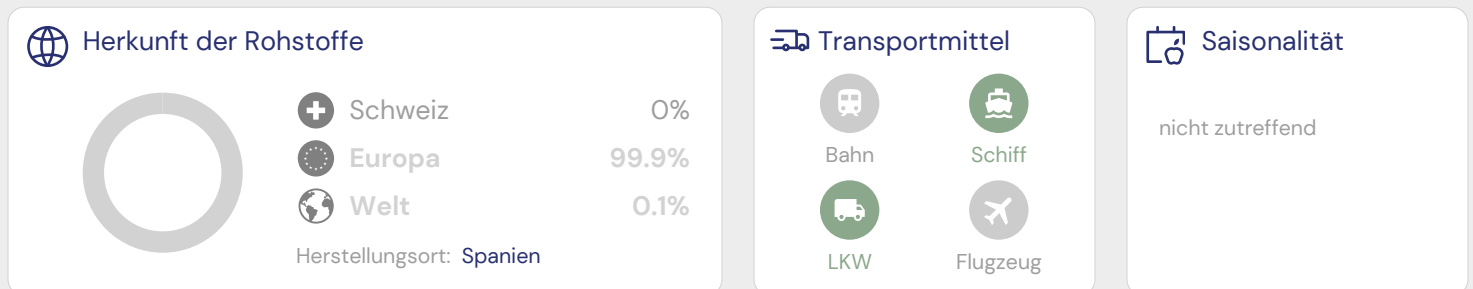 Herkunft der Rohstoffe
Schweiz 0%
Europa 99.9%
Welt 0.1%
Herstellungsort: Spanien
Transportmittel
Bahn Schiff
LKW Flugzeug
Saisonalität
nicht zutreffend